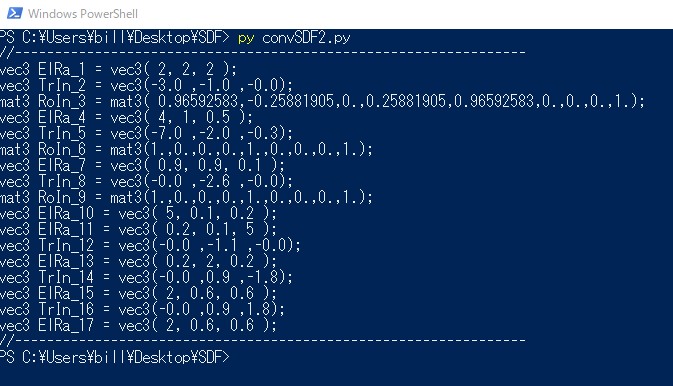 Windows PowerShell
PS C:¥Users¥bill¥Desktop¥SDF> py convSDF2.py
//----------------------------------------------------------
vec3 ElRa_1 = vec3( 2, 2, 2 );
vec3 TrIn_2 = vec3(-3.0 ,-1.0 ,-0.0);
mat3 RoIn_3 = mat3( 0.96592583,-0.25881905,0.,0.25881905,0.96592583,0.,0.,0.,1.);
vec3 ElRa_4 = vec3( 4, 1, 0.5 );
vec3 TrIn_5 = vec3(-7.0 ,-2.0 ,-0.3);
mat3 RoIn_6 = mat3(1.,0.,0.,0.,1.,0.,0.,0.,1.);
vec3 ElRa_7 = vec3( 0.9, 0.9, 0.1 );
vec3 TrIn_8 = vec3(-0.0 ,-2.6 ,-0.0);
mat3 RoIn_9 = mat3(1.,0.,0.,0.,1.,0.,0.,0.,1.);
vec3 ElRa_10 = vec3( 5, 0.1, 0.2 );
vec3 ElRa_11 = vec3( 0.2, 0.1, 5 );
vec3 TrIn_12 = vec3(-0.0 ,-1.1 ,-0.0);
vec3 ElRa_13 = vec3( 0.2, 2, 0.2 );
vec3 TrIn_14 = vec3(-0.0 ,0.9 ,-1.8);
vec3 ElRa_15 = vec3( 2, 0.6, 0.6 );
vec3 TrIn_16 = vec3(-0.0 ,0.9 ,1.8);
vec3 ElRa_17 = vec3( 2, 0.6, 0.6 );
//----------------------------------------------------------
PS C:¥Users¥bill¥Desktop¥SDF>